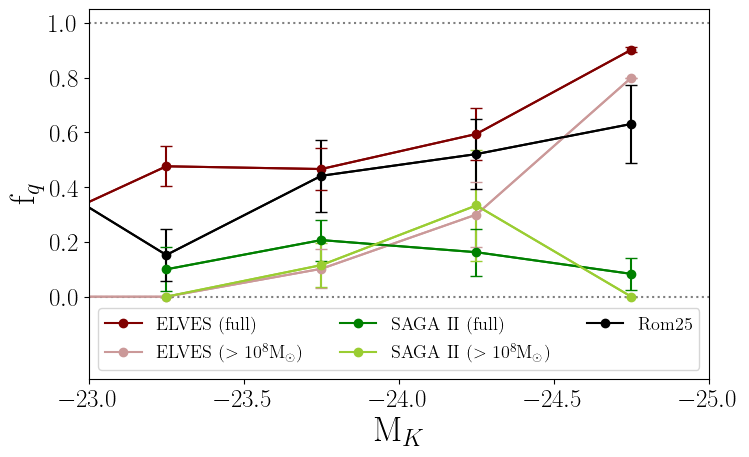 1.0
0.8
0.6
0.4
0.2
0.0
f_q
ELVES (full)
ELVES (> 10^8M_⊙)
SAGA II (full)
SAGA II (> 10^8M_⊙)
Rom25
−23.0 −23.5 −24.0 −24.5 −25.0
M_K